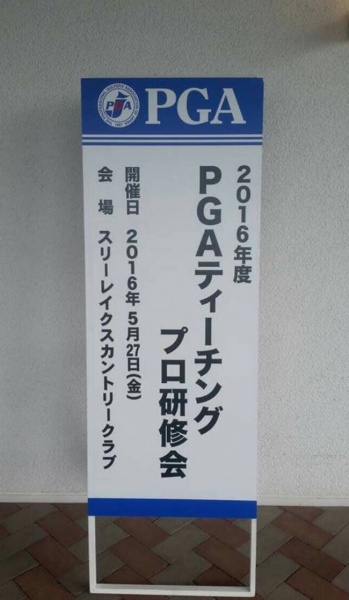 PGA
2016年度
PGAティーチング
プロ研修会
開催日 2016年5月27日(金)
会場 スリーレイクスカントリークラブ